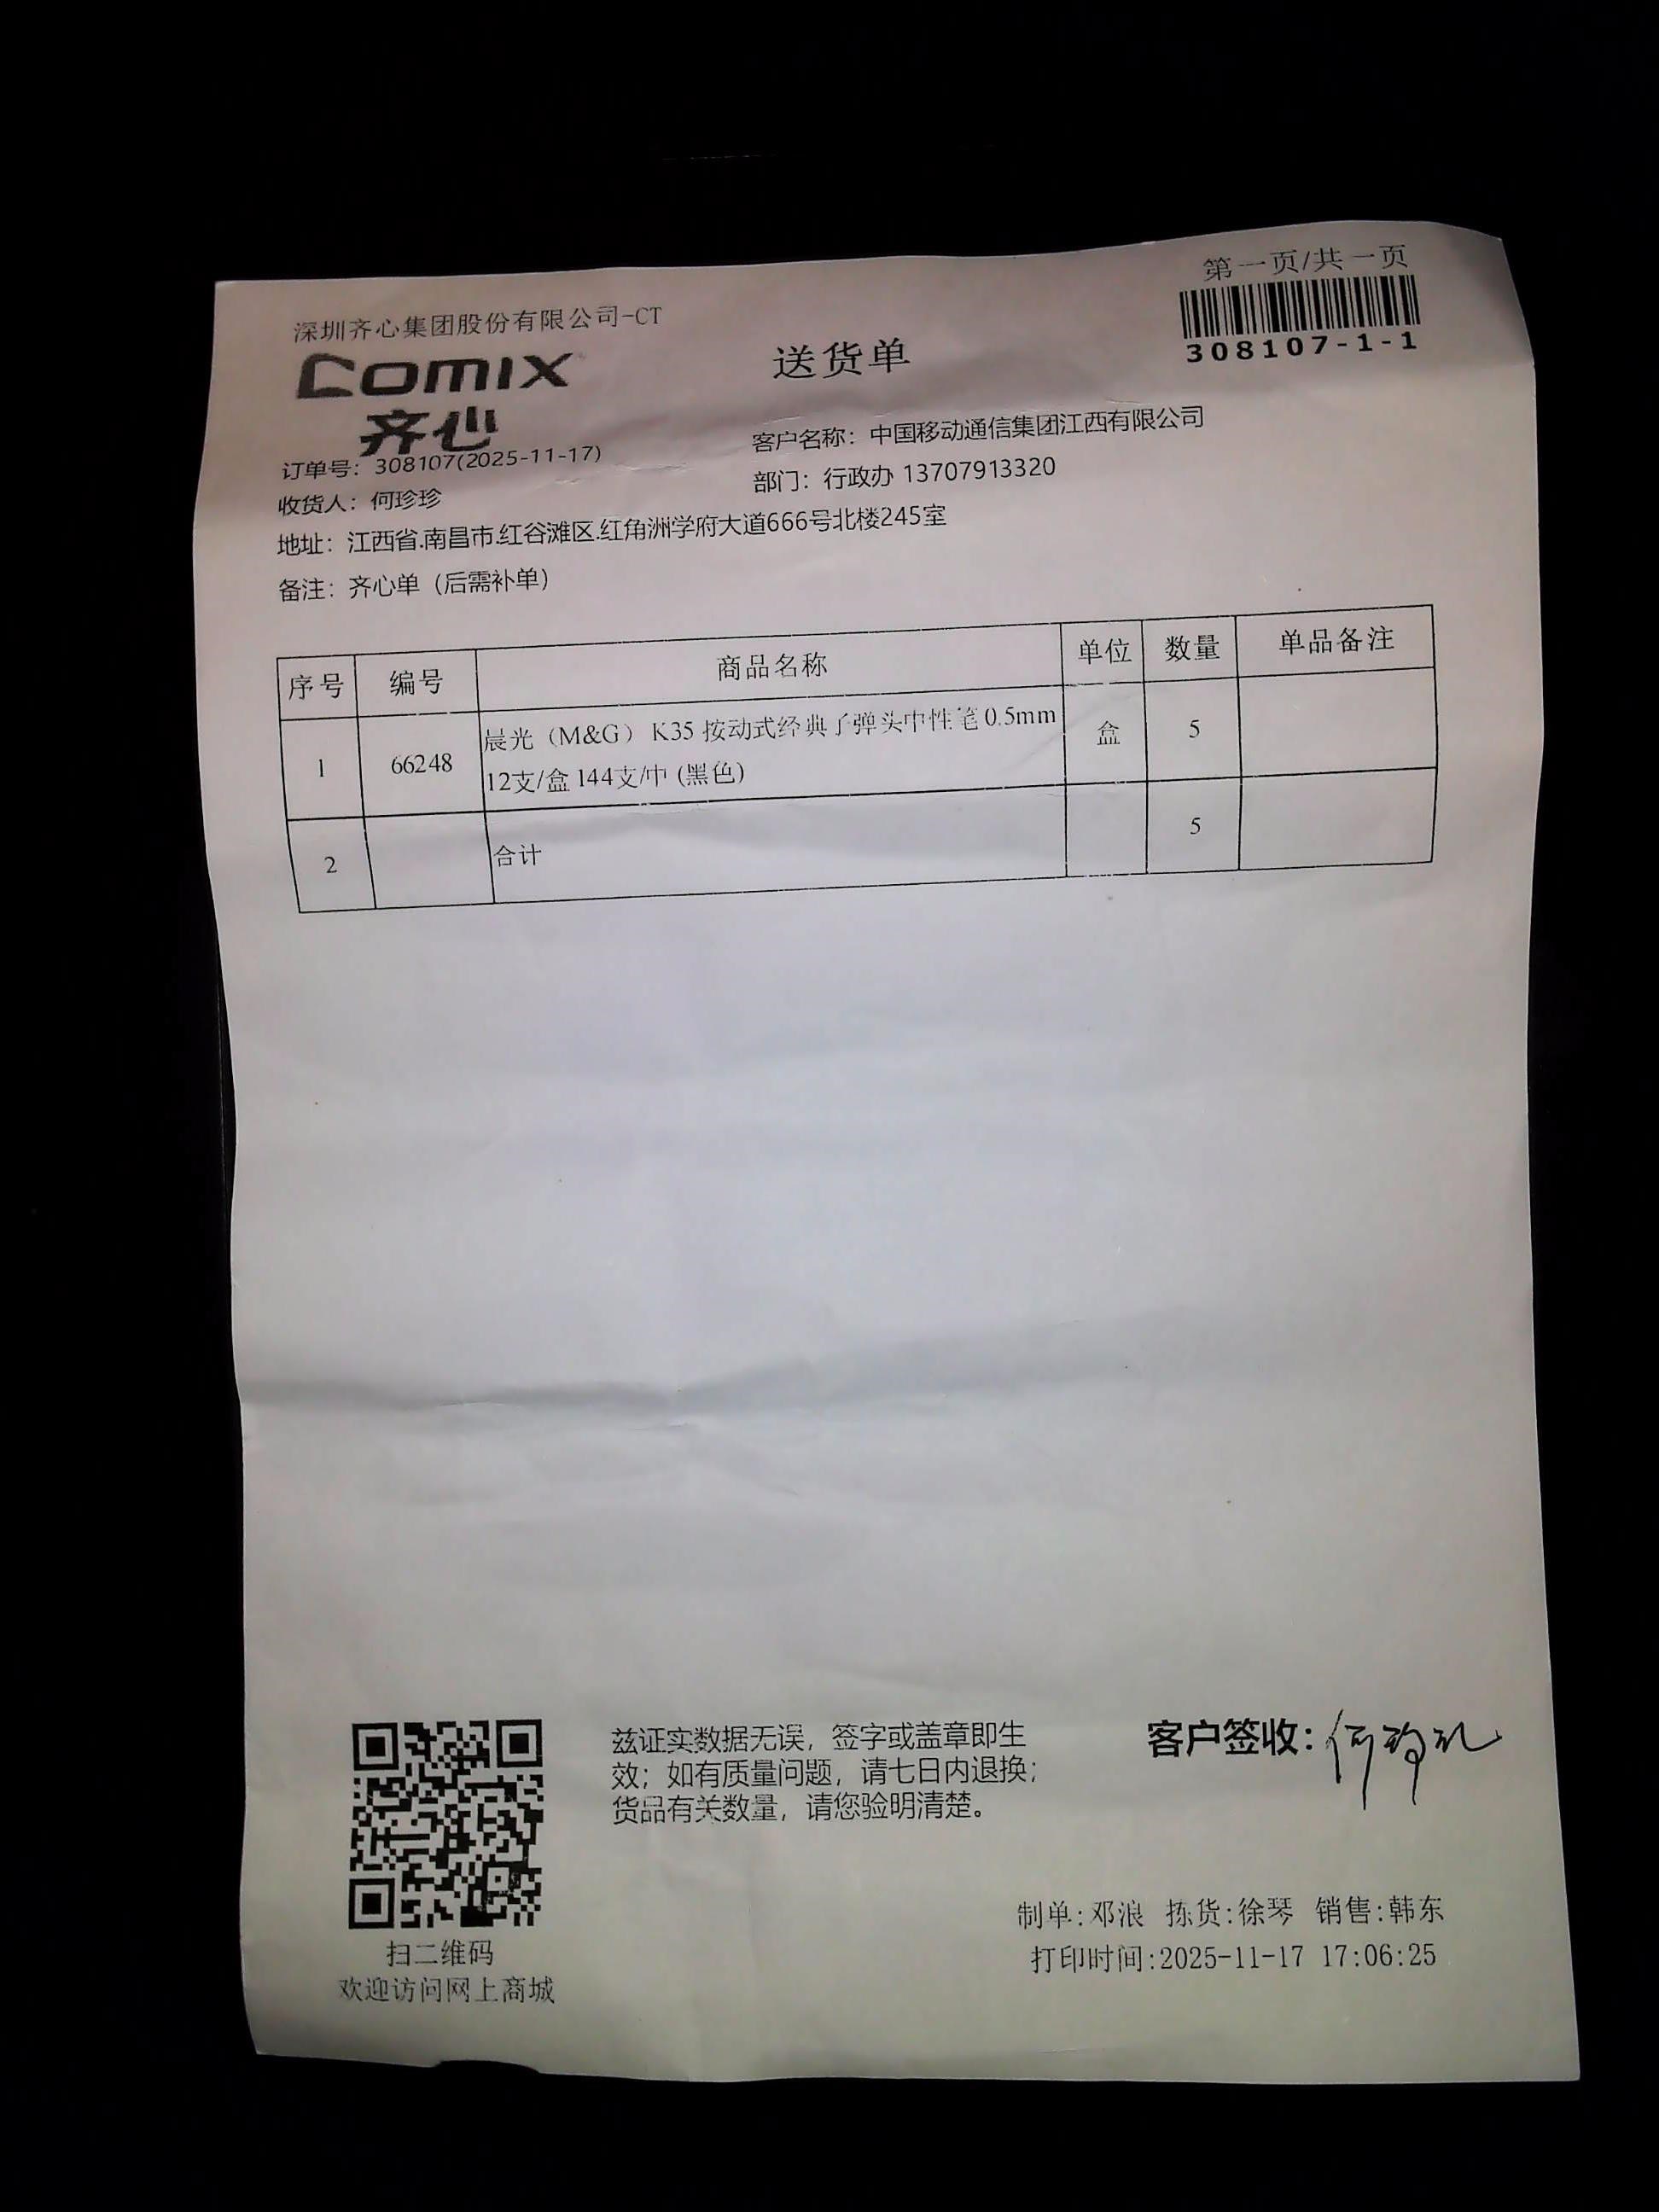 第一页/共一页
深圳齐心集团股份有限公司-CT
comix
齐心
送货单
308107-1-1
订单号：308107(2025-11-17)
客户名称：中国移动通信集团江西有限公司
收货人：何珍珍
部门：行政办 13707913320
地址：江西省.南昌市.红谷滩区.红角洲学府大道666号北楼245室
备注：齐心单（后需补单）
序号 编号 商品名称 单位 数量 单品备注
1 66248 晨光（M&G） K35 按动式经典子弹头中性笔 0.5mm 盒 5
12支/盒 144支/中 (黑色)
2 合计 5
兹证实数据无误，签字或盖章即生
效；如有质量问题，请七日内退换；
货品有关数量，请您验明清楚。
客户签收：何珍珍
扫二维码
欢迎访问网上商城
制单:邓浪 拣货:徐琴 销售:韩东
打印时间:2025-11-17 17:06:25